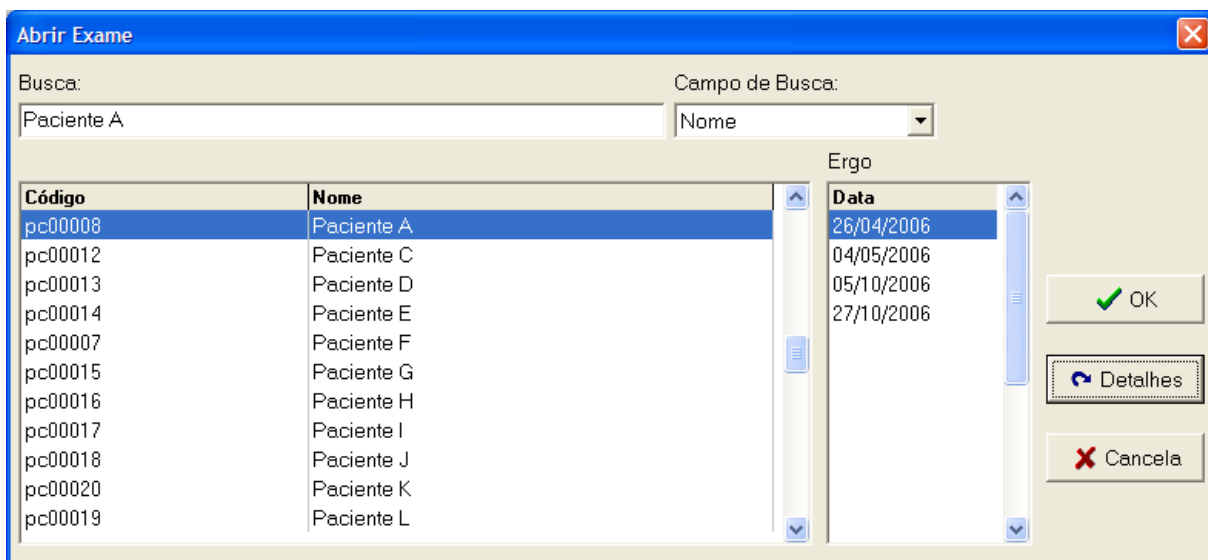 Abrir Exame
Busca: Campo de Busca:
Paciente A Nome
Ergo
Código Nome Data
pc00008 Paciente A 26/04/2006
pc00012 Paciente C 04/05/2006
pc00013 Paciente D 05/10/2006
pc00014 Paciente E 27/10/2006
pc00007 Paciente F
pc00015 Paciente G
pc00016 Paciente H
pc00017 Paciente I
pc00018 Paciente J
pc00020 Paciente K
pc00019 Paciente L
OK
Detalhes
Cancela